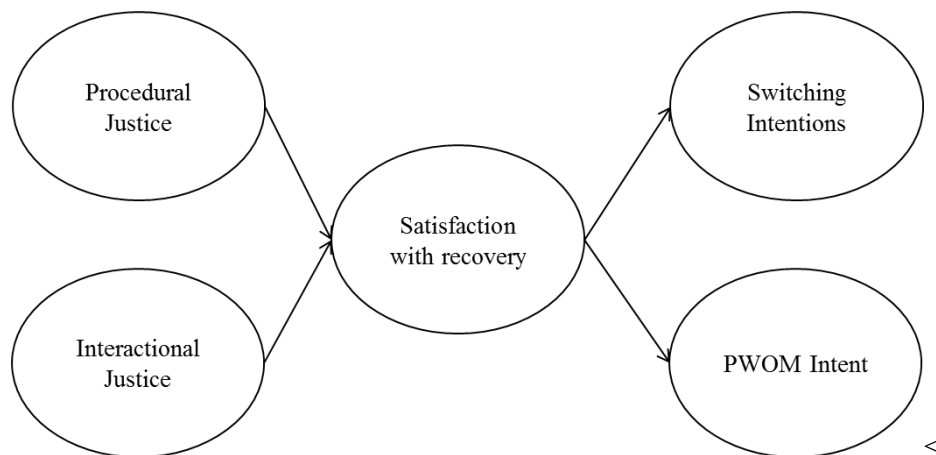 Procedural
Justice
Switching
Intentions
Satisfaction
with recovery
Interactional
Justice
PWOM Intent
<